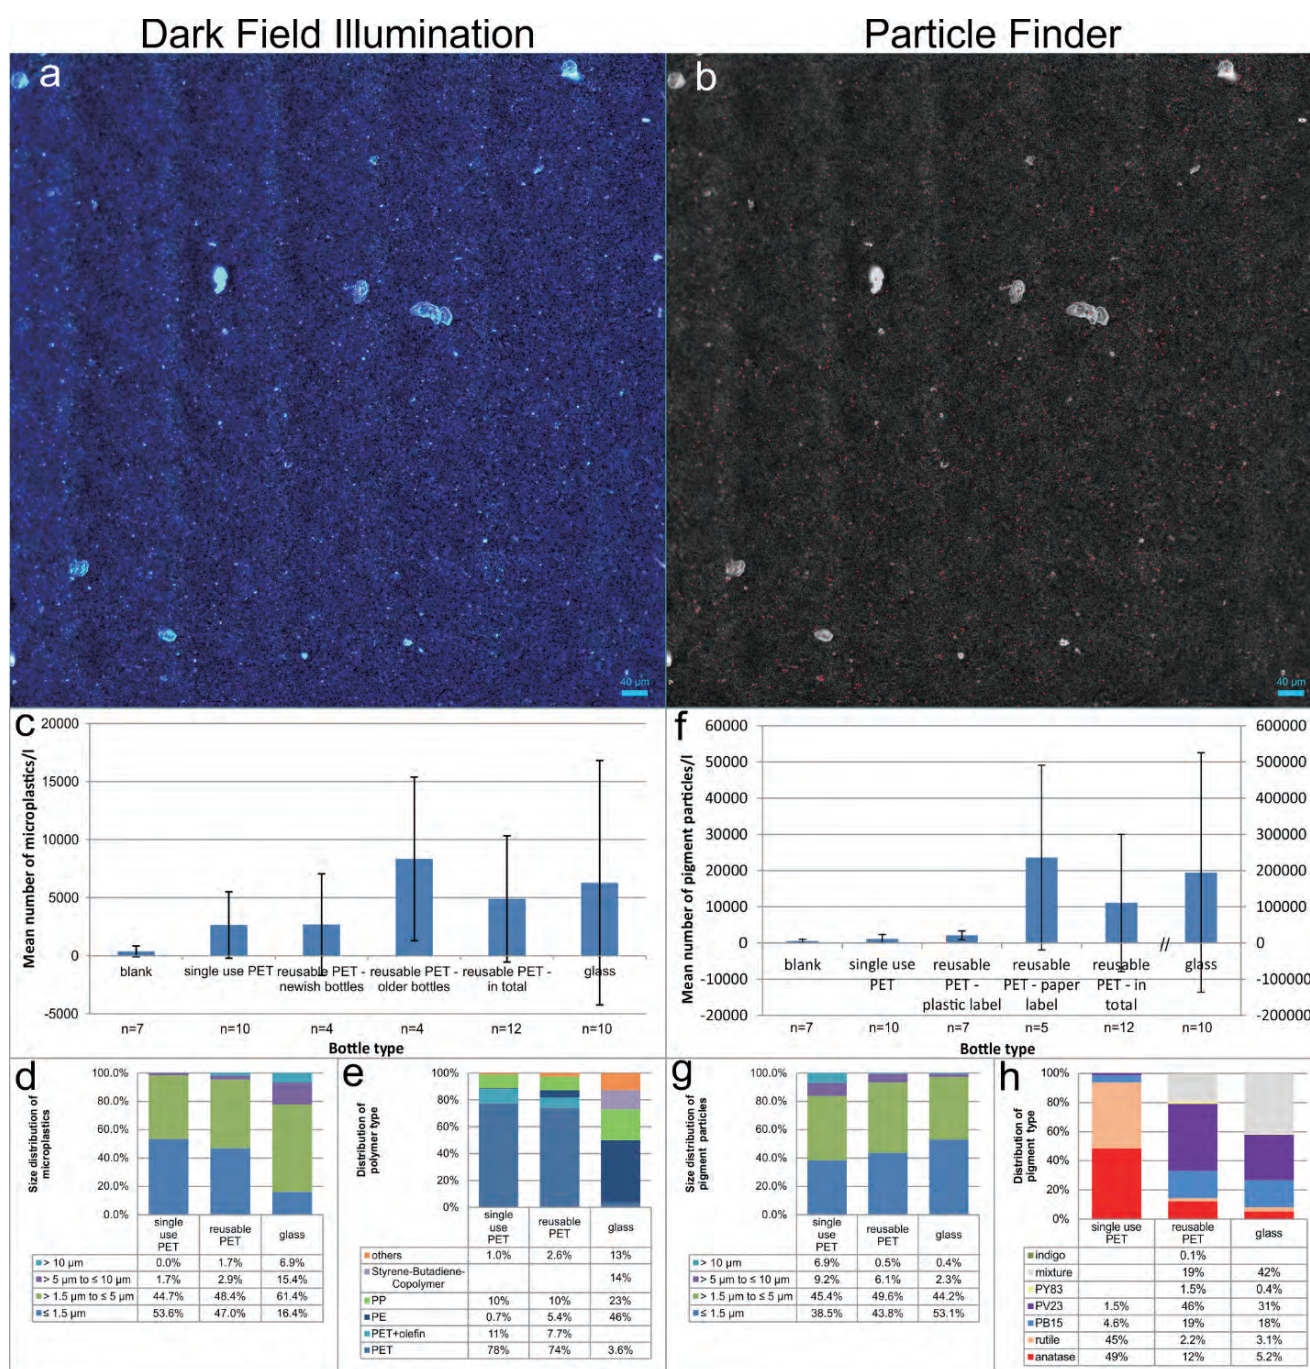 Dark Field Illumination
Particle Finder
a
40 µm
b
40 µm
c
Mean number of microplastics/l
20000
15000
10000
5000
0
-5000
blank
single use PET
reusable PET - newish bottles
reusable PET - older bottles
reusable PET - in total
glass
n=7
n=10
n=4
n=4
n=12
n=10
Bottle type
f
Mean number of pigment particles/l
60000
50000
40000
30000
20000
10000
0
-10000
-20000
600000
500000
400000
300000
200000
100000
0
-100000
-200000
//
blank
single use PET
reusable PET - plastic label
reusable PET - paper label
reusable PET - in total
glass
n=7
n=10
n=7
n=5
n=12
n=10
Bottle type
d
Size distribution of microplastics
100.0%
80.0%
60.0%
40.0%
20.0%
0.0%
single use PET
reusable PET
glass
> 10 µm 0.0% 1.7% 6.9%
> 5 µm to ≤ 10 µm 1.7% 2.9% 15.4%
> 1.5 µm to ≤ 5 µm 44.7% 48.4% 61.4%
≤ 1.5 µm 53.6% 47.0% 16.4%
e
Distribution of polymer type
100%
80%
60%
40%
20%
0%
single use PET
reusable PET
glass
others 1.0% 2.6% 13%
Styrene-Butadiene-Copolymer 14%
PP 10% 10% 23%
PE 0.7% 5.4% 46%
PET+olefin 11% 7.7%
PET 78% 74% 3.6%
g
Size distribution of pigment particles
100.0%
80.0%
60.0%
40.0%
20.0%
0.0%
single use PET
reusable PET
glass
> 10 µm 6.9% 0.5% 0.4%
> 5 µm to ≤ 10 µm 9.2% 6.1% 2.3%
> 1.5 µm to ≤ 5 µm 45.4% 49.6% 44.2%
≤ 1.5 µm 38.5% 43.8% 53.1%
h
Distribution of pigment type
100%
80%
60%
40%
20%
0%
single use PET
reusable PET
glass
indigo 0.1%
mixture 19% 42%
PY83 1.5% 0.4%
PV23 1.5% 46% 31%
PB15 4.6% 19% 18%
rutile 45% 2.2% 3.1%
anatase 49% 12% 5.2%